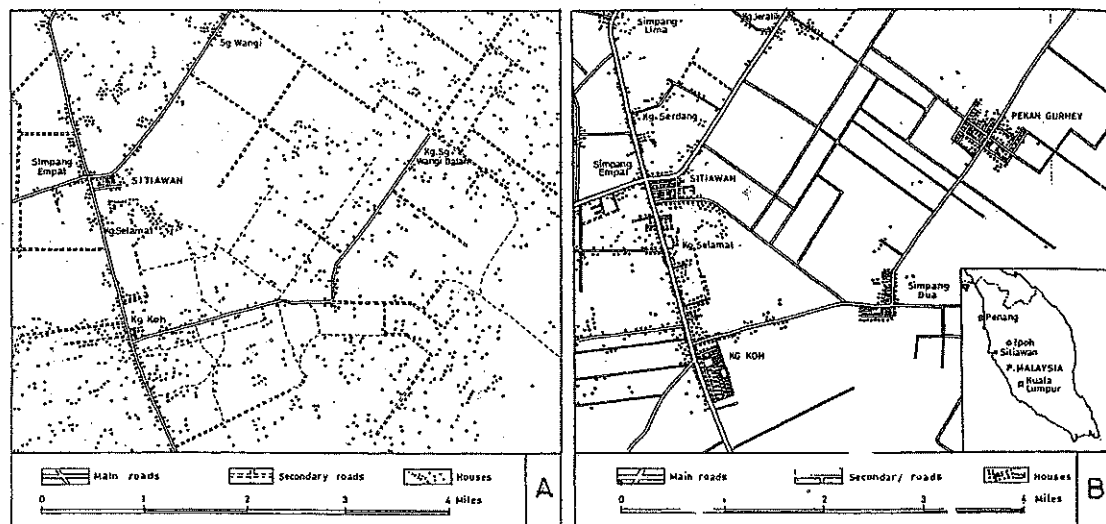 Sg Wangi
Simpang
Empat
SITIAWAN
Kg.Selamat
Kg.Sg.
Wangi Dalam
Kg Koh
Main roads
Secondary roads
Houses
0 1 2 3 4
Miles
A
Simpang
Lima
Kg.Jeralik
Kg. Serdang
PEKAN GURNEY
Simpang
Empat
SITIAWAN
Kg.Selamat
Simpang
Dua
KG KOH
Penang
Ipoh
Sitiawan
P. MALAYSIA
Kuala
Lumpur
Main roads
Secondary roads
Houses
0 1 2 3 4
Miles
B